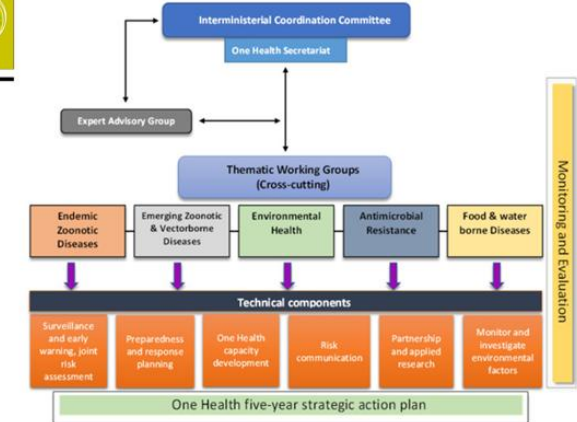 Interministerial Coordination Committee
One Health Secretariat
Expert Advisory Group
Thematic Working Groups
(Cross-cutting)
Endemic
Zoonotic
Diseases
Emerging Zoonotic
& Vectorborne
Diseases
Environmental
Health
Antimicrobial
Resistance
Food & water
borne Diseases
Technical components
Surveillance
and early
warning, joint
risk
assessment
Preparedness
and response
planning
One Health
capacity
development
Risk
communication
Partnership
and applied
research
Monitor and
investigate
environmental
factors
One Health five-year strategic action plan
Monitoring and Evaluation